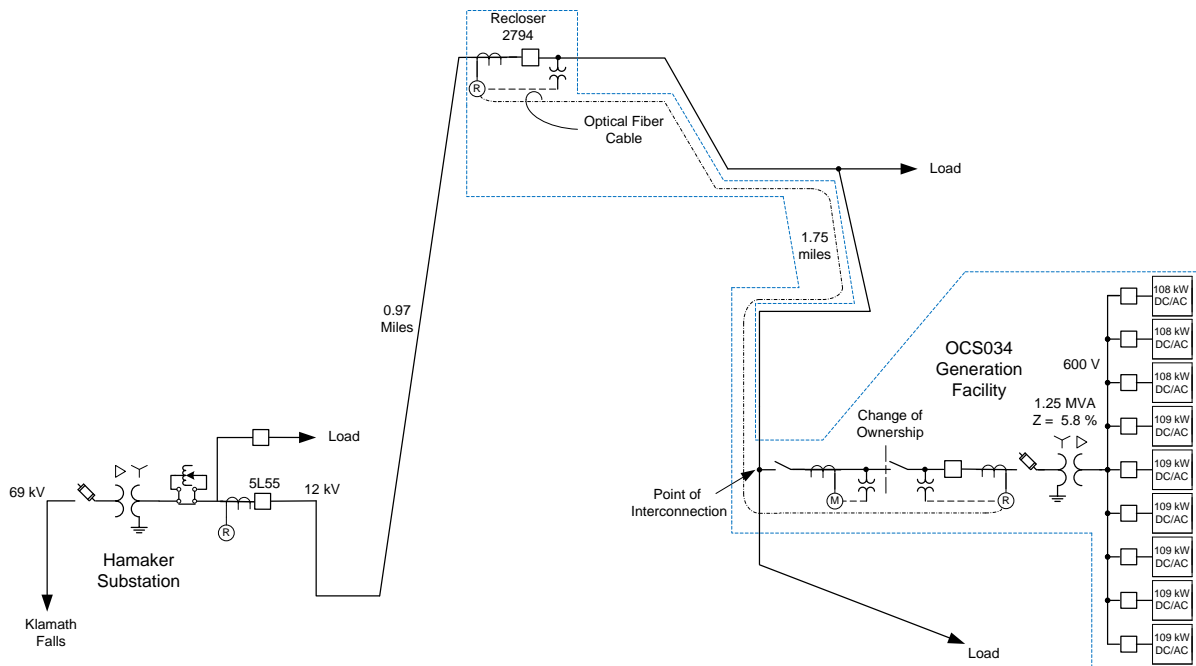 Recloser
2794
R
Optical Fiber
Cable
Load
1.75
miles
0.97
Miles
Load
5L55
12 kV
69 kV
R
Hamaker
Substation
Klamath
Falls
OCS034
Generation
Facility
600 V
1.25 MVA
Z = 5.8 %
Change of
Ownership
Point of
Interconnection
M
R
Load
108 kW
DC/AC
108 kW
DC/AC
108 kW
DC/AC
109 kW
DC/AC
109 kW
DC/AC
109 kW
DC/AC
109 kW
DC/AC
109 kW
DC/AC
109 kW
DC/AC